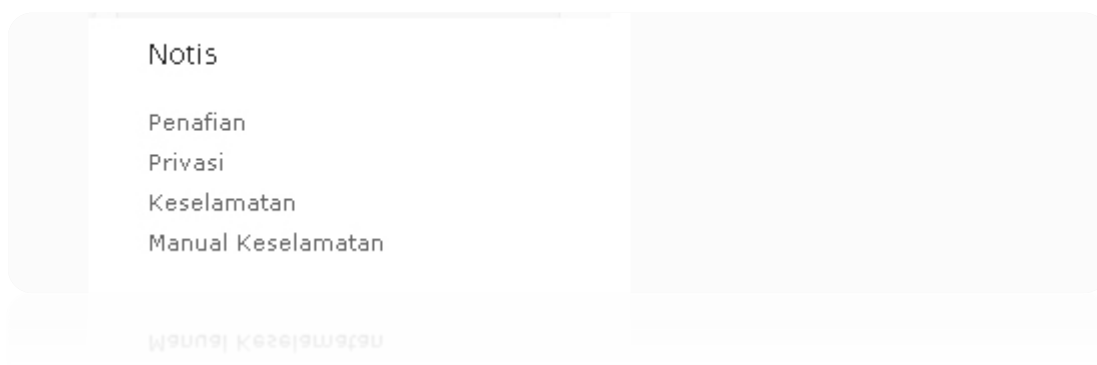 Notis
Penafian
Privasi
Keselamatan
Manual Keselamatan